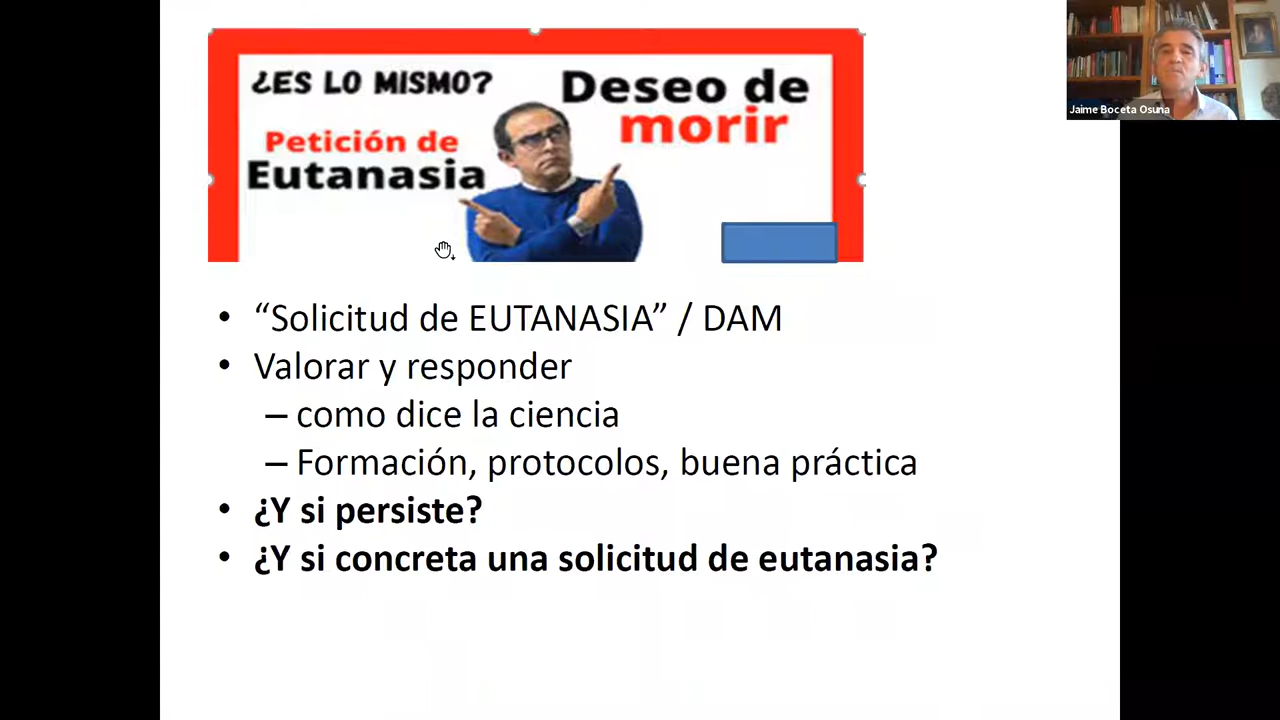 ¿ES LO MISMO?
Deseo de
morir
Petición de
Eutanasia
Jaime Boceta Osuna
• “Solicitud de EUTANASIA” / DAM
• Valorar y responder
– como dice la ciencia
– Formación, protocolos, buena práctica
• ¿Y si persiste?
• ¿Y si concreta una solicitud de eutanasia?